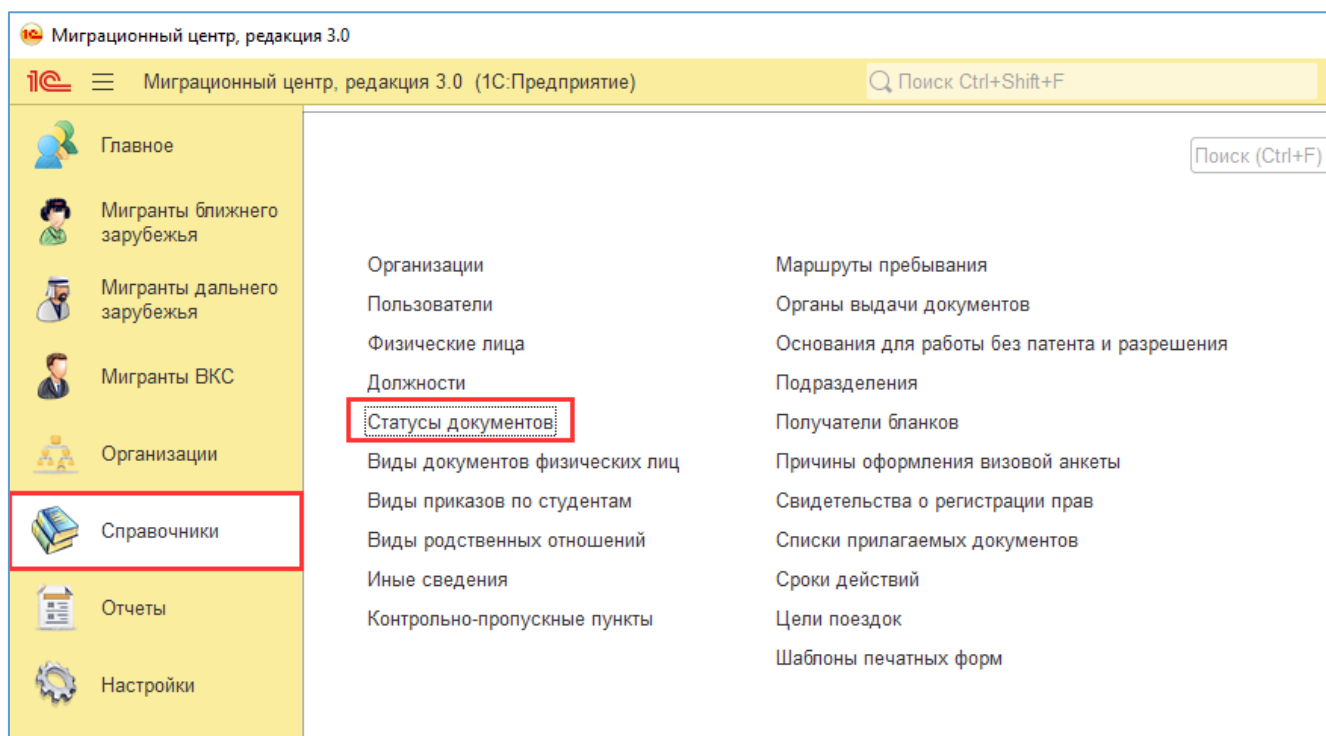 Миграционный центр, редакция 3.0
1С Миграционный центр, редакция 3.0 (1С:Предприятие) Поиск Ctrl+Shift+F
Главное
Мигранты ближнего
зарубежья
Мигранты дальнего
зарубежья
Мигранты ВКС
Организации
Справочники
Отчеты
Настройки
Поиск (Ctrl+F)
Организации
Пользователи
Физические лица
Должности
Статусы документов
Виды документов физических лиц
Виды приказов по студентам
Виды родственных отношений
Иные сведения
Контрольно-пропускные пункты
Маршруты пребывания
Органы выдачи документов
Основания для работы без патента и разрешения
Подразделения
Получатели бланков
Причины оформления визовой анкеты
Свидетельства о регистрации прав
Списки прилагаемых документов
Сроки действий
Цели поездок
Шаблоны печатных форм